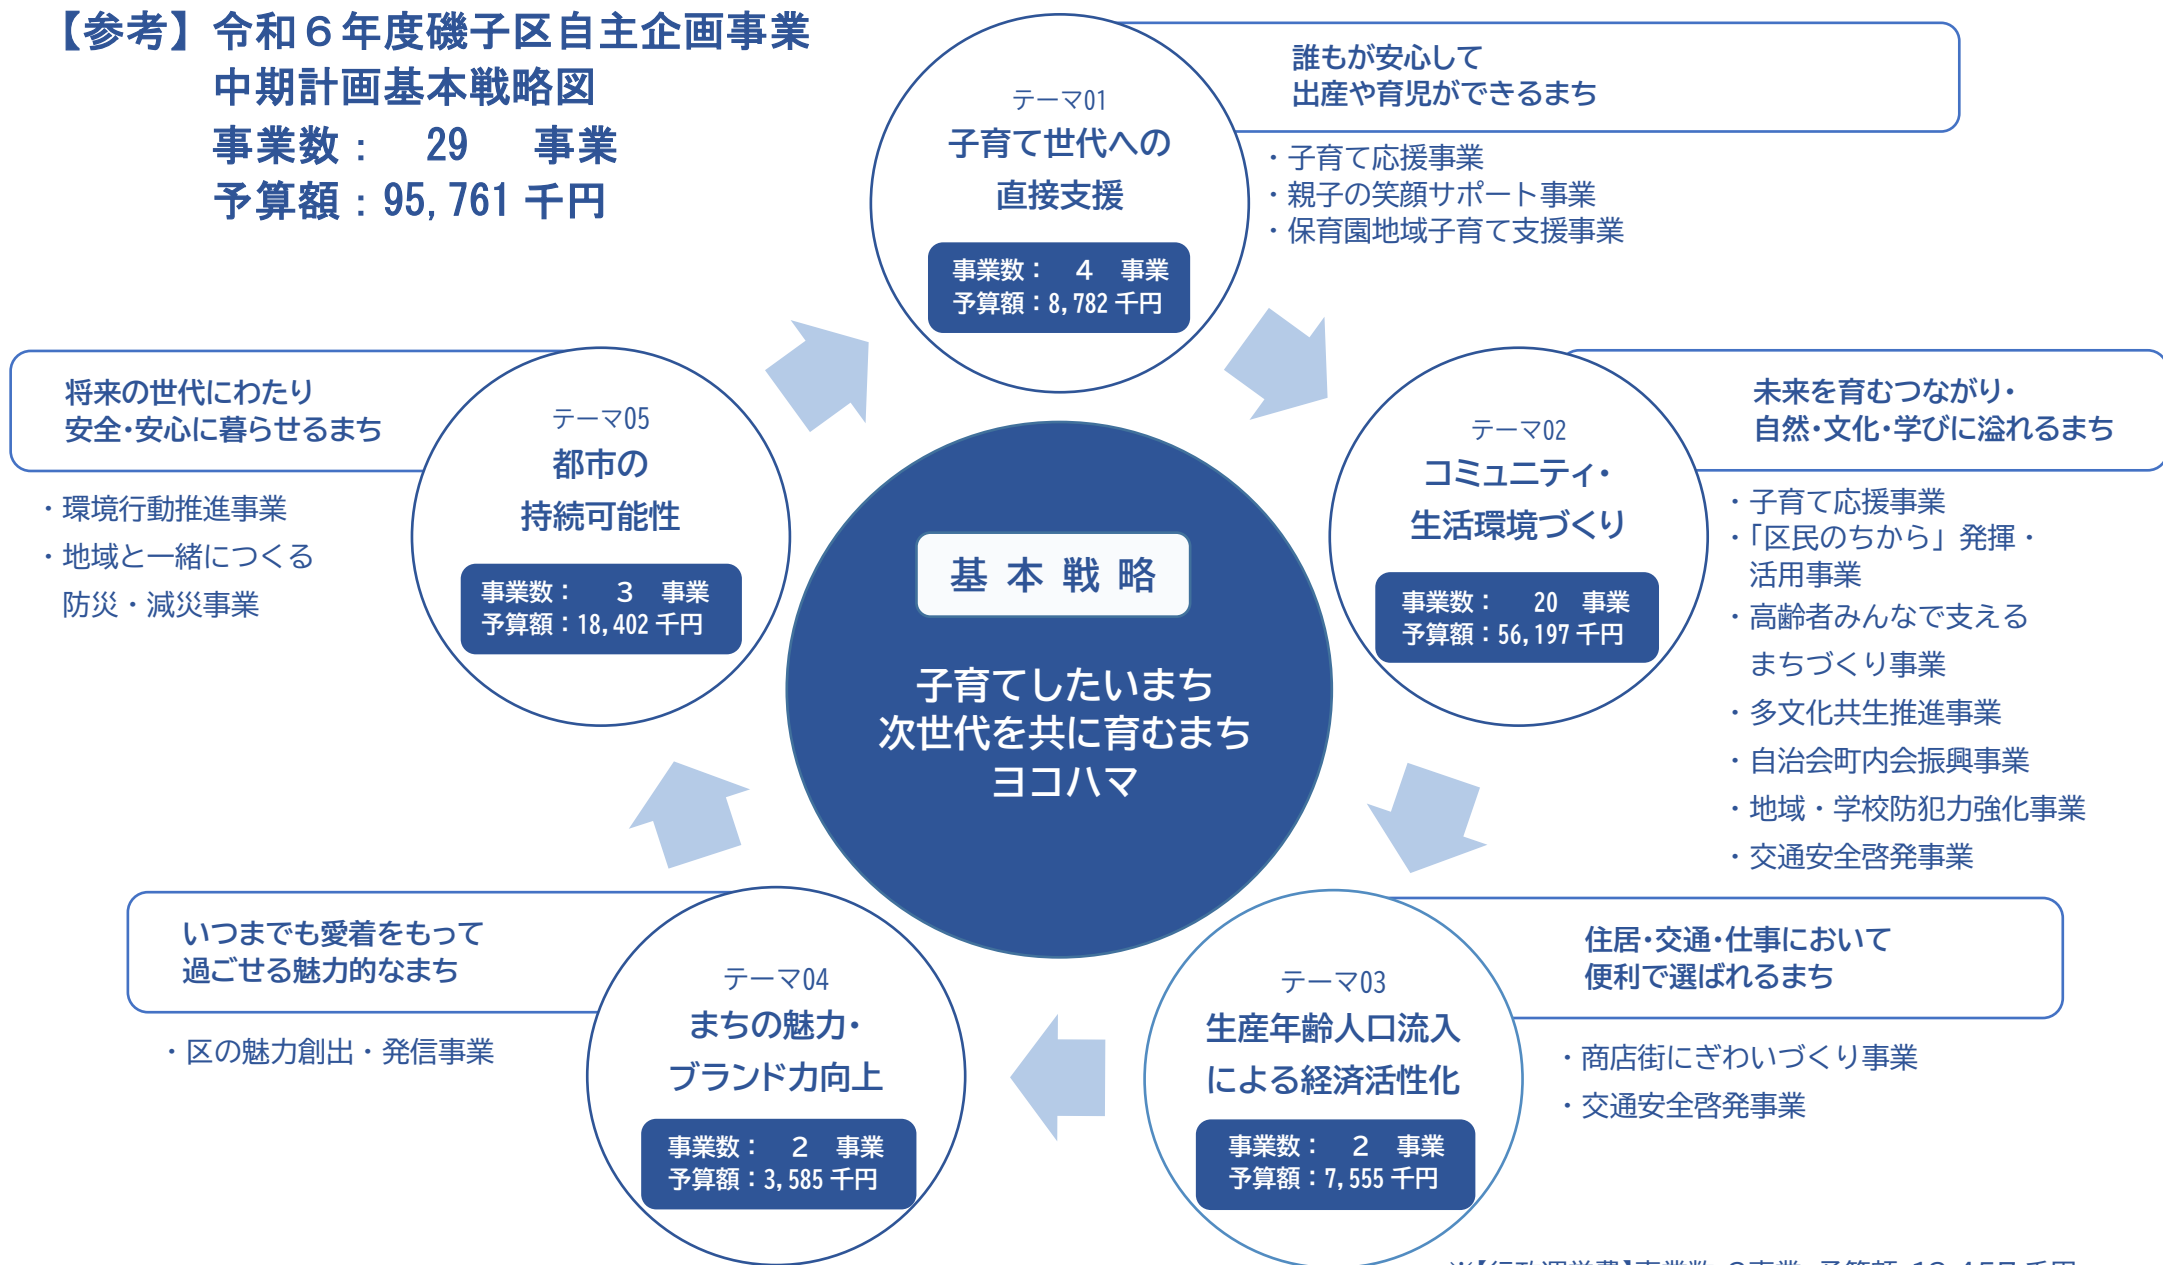 【参考】令和６年度磯子区自主企画事業
中期計画基本戦略図
事業数： 29 事業
予算額：95,761 千円
テーマ01
子育て世代への
直接支援
事業数： 4 事業
予算額：8,782 千円
誰もが安心して
出産や育児ができるまち
・子育て応援事業
・親子の笑顔サポート事業
・保育園地域子育て支援事業
テーマ02
コミュニティ・
生活環境づくり
事業数： 20 事業
予算額：56,197 千円
未来を育むつながり・
自然・文化・学びに溢れるまち
・子育て応援事業
・「区民のちから」発揮・
活用事業
・高齢者みんなで支える
まちづくり事業
・多文化共生推進事業
・自治会町内会振興事業
・地域・学校防犯力強化事業
・交通安全啓発事業
テーマ03
生産年齢人口流入
による経済活性化
事業数： 2 事業
予算額：7,555 千円
住居・交通・仕事において
便利で選ばれるまち
・商店街にぎわいづくり事業
・交通安全啓発事業
テーマ04
まちの魅力・
ブランド力向上
事業数： 2 事業
予算額：3,585 千円
いつまでも愛着をもって
過ごせる魅力的なまち
・区の魅力創出・発信事業
テーマ05
都市の
持続可能性
事業数： 3 事業
予算額：18,402 千円
将来の世代にわたり
安全・安心に暮らせるまち
・環境行動推進事業
・地域と一緒につくる
防災・減災事業
基本戦略
子育てしたいまち
次世代を共に育むまち
ヨコハマ